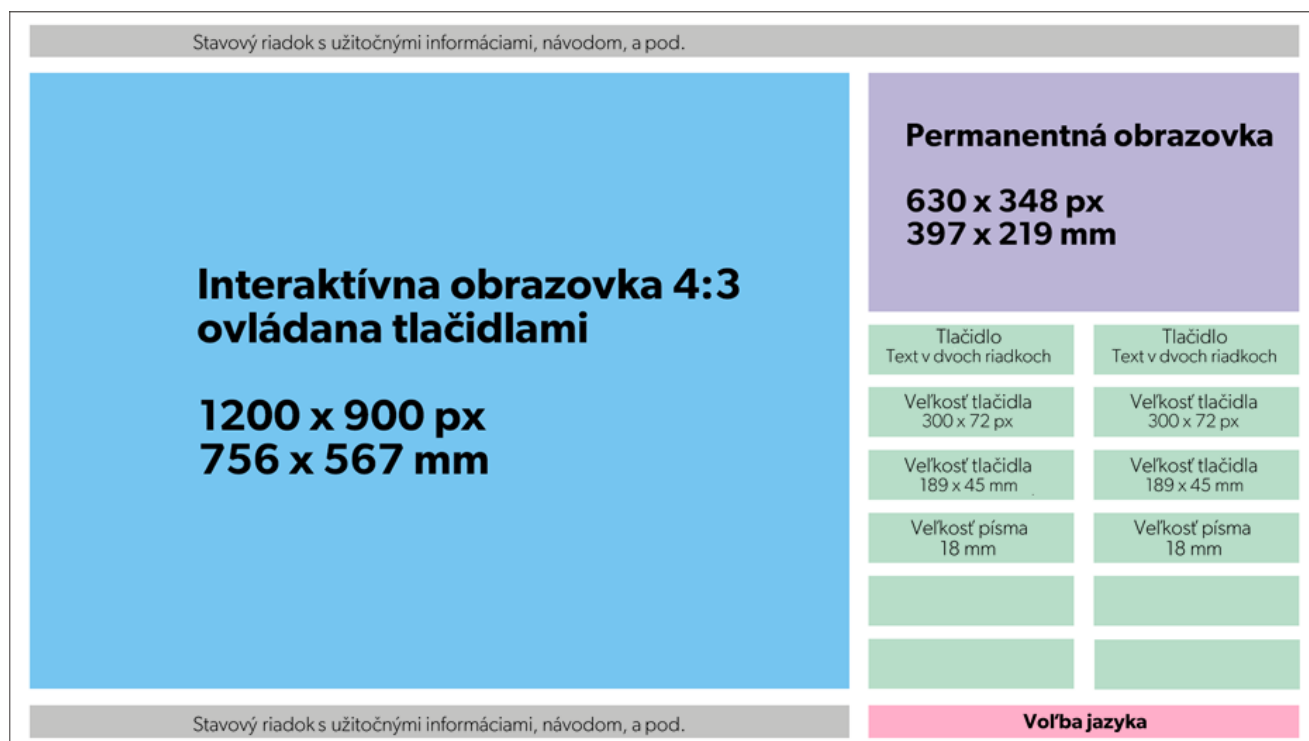 Stavový riadok s užitočnými informáciami, návodom, a pod.
Interaktívna obrazovka 4:3
ovládana tlačidlami
1200 x 900 px
756 x 567 mm
Permanentná obrazovka
630 x 348 px
397 x 219 mm
Tlačidlo
Text v dvoch riadkoch
Tlačidlo
Text v dvoch riadkoch
Veľkosť tlačidla
300 x 72 px
Veľkosť tlačidla
300 x 72 px
Veľkosť tlačidla
189 x 45 mm
Veľkosť tlačidla
189 x 45 mm
Veľkosť písma
18 mm
Veľkosť písma
18 mm
Stavový riadok s užitočnými informáciami, návodom, a pod.
Voľba jazyka